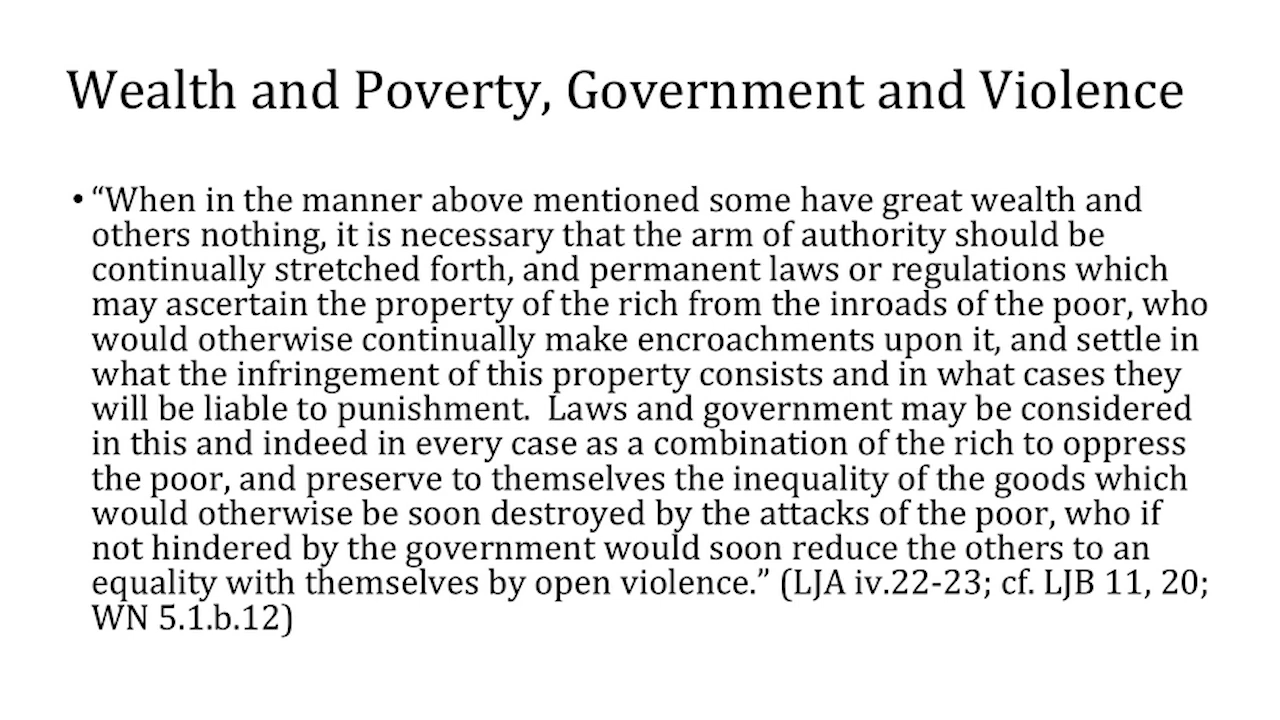 Wealth and Poverty, Government and Violence
• “When in the manner above mentioned some have great wealth and
others nothing, it is necessary that the arm of authority should be
continually stretched forth, and permanent laws or regulations which
may ascertain the property of the rich from the inroads of the poor, who
would otherwise continually make encroachments upon it, and settle in
what the infringement of this property consists and in what cases they
will be liable to punishment.  Laws and government may be considered
in this and indeed in every case as a combination of the rich to oppress
the poor, and preserve to themselves the inequality of the goods which
would otherwise be soon destroyed by the attacks of the poor, who if
not hindered by the government would soon reduce the others to an
equality with themselves by open violence.” (LJA iv.22-23; cf. LJB 11, 20;
WN 5.1.b.12)